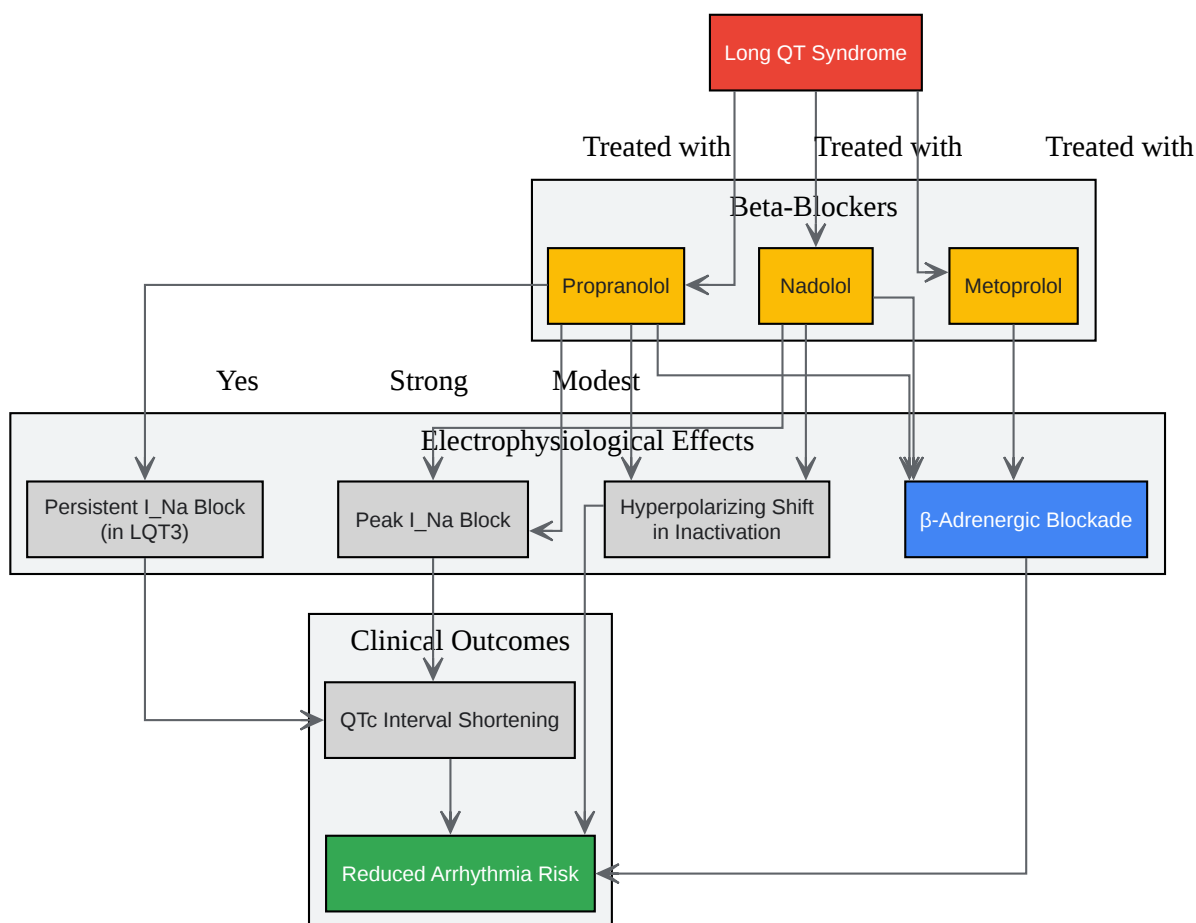 Long QT Syndrome
Treated with
Treated with
Treated with
Beta-Blockers
Propranolol
Nadolol
Metoprolol
Yes
Strong
Modest
Electrophysiological Effects
Persistent I_Na Block
(in LQT3)
Peak I_Na Block
Hyperpolarizing Shift
in Inactivation
β-Adrenergic Blockade
Clinical Outcomes
QTc Interval Shortening
Reduced Arrhythmia Risk